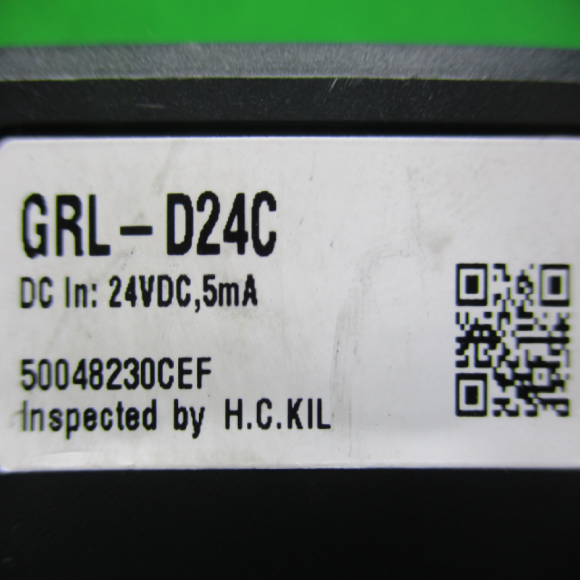 GRL-D24C
DC In: 24VDC,5mA
50048230CEF
Inspected by H.C.KIL